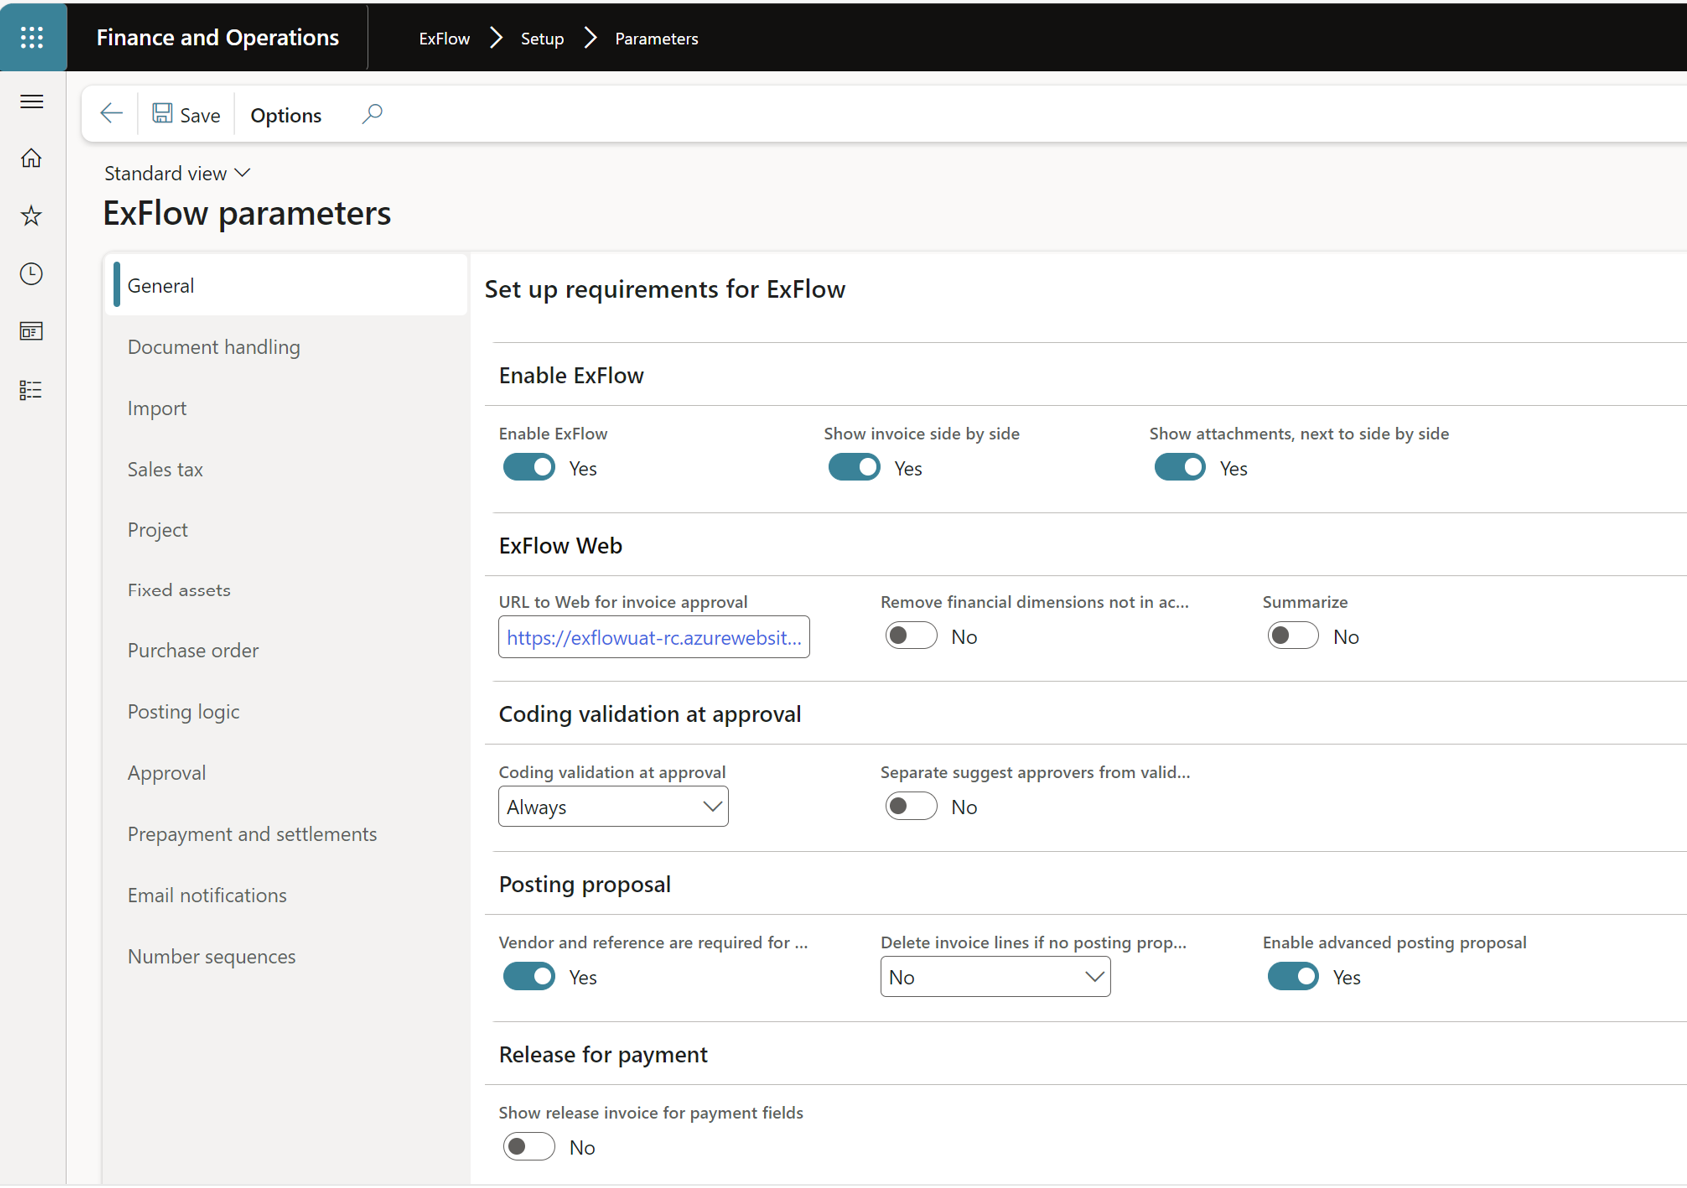 Finance and Operations
ExFlow
Setup
Parameters
Save
Options
Standard view
ExFlow parameters
General
Document handling
Import
Sales tax
Project
Fixed assets
Purchase order
Posting logic
Approval
Prepayment and settlements
Email notifications
Number sequences
Set up requirements for ExFlow
Enable ExFlow
Enable ExFlow
Show invoice side by side
Show attachments, next to side by side
Yes
Yes
Yes
ExFlow Web
URL to Web for invoice approval
Remove financial dimensions not in ac...
Summarize
https://exflowuat-rc.azurewebsit...
No
No
Coding validation at approval
Coding validation at approval
Separate suggest approvers from valid...
Always
No
Posting proposal
Vendor and reference are required for ...
Delete invoice lines if no posting prop...
Enable advanced posting proposal
Yes
No
Yes
Release for payment
Show release invoice for payment fields
No